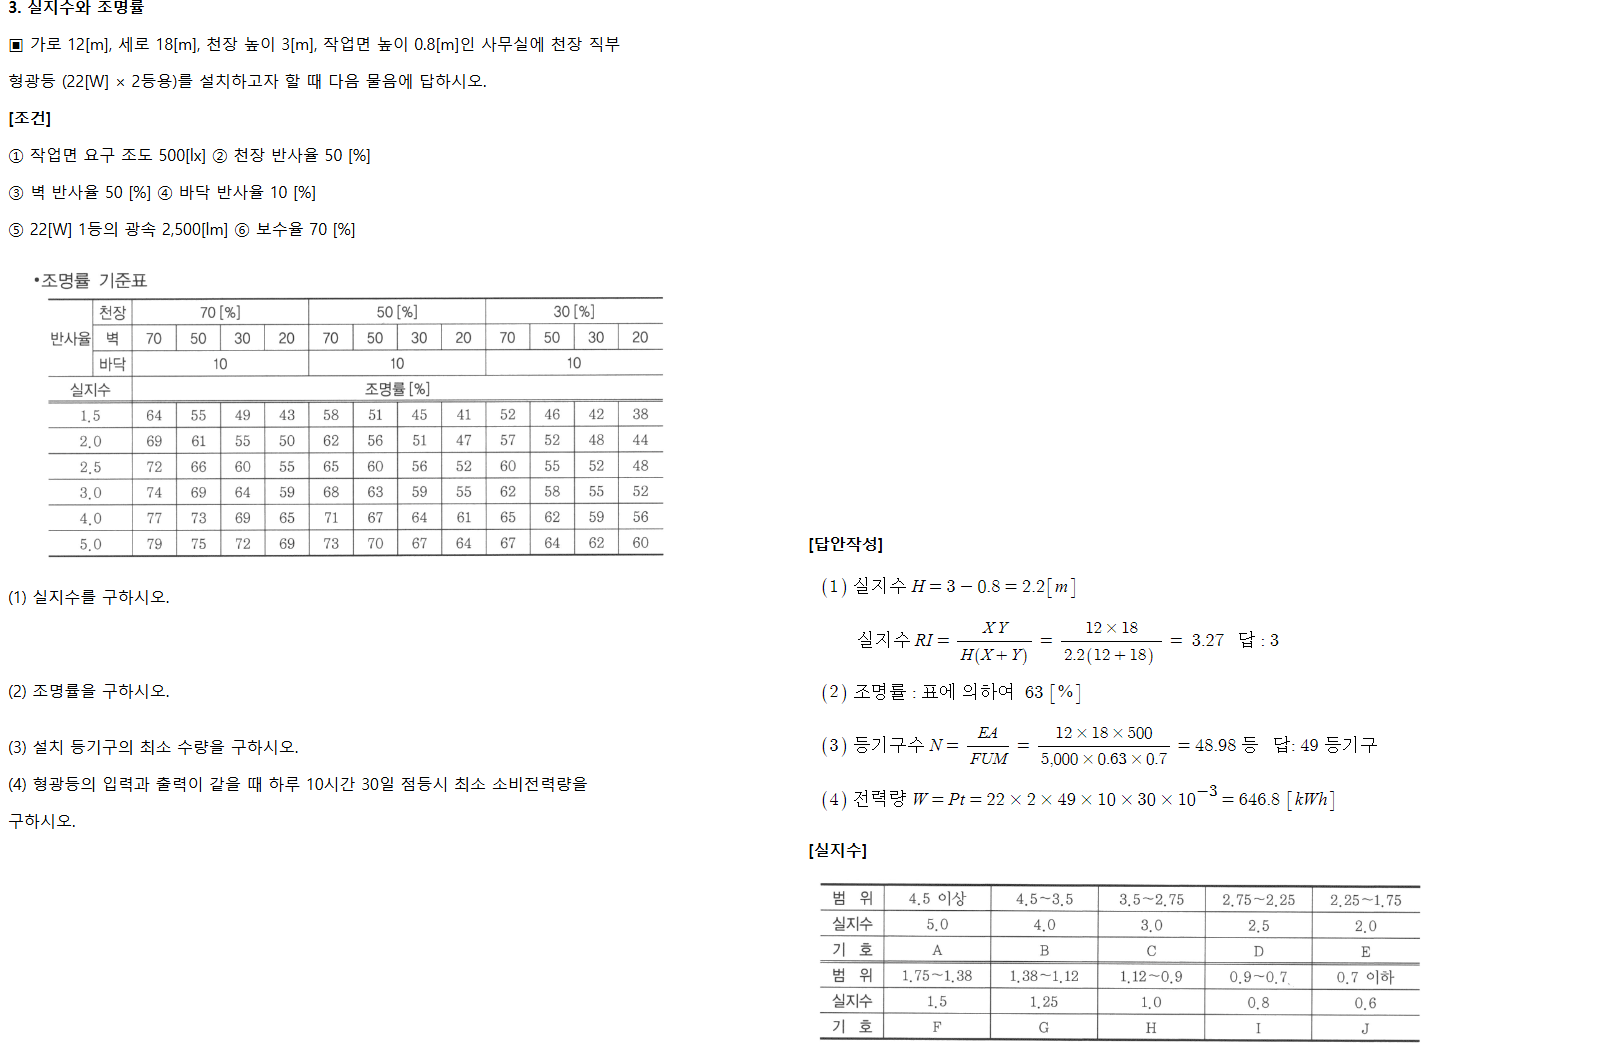 3. 실지수와 조명률
▣ 가로 12[m], 세로 18[m], 천장 높이 3[m], 작업면 높이 0.8[m]인 사무실에 천장 직부
형광등 (22[W] × 2등용)를 설치하고자 할 때 다음 물음에 답하시오.
[조건]
① 작업면 요구 조도 500[lx] ② 천장 반사율 50 [%]
③ 벽 반사율 50 [%] ④ 바닥 반사율 10 [%]
⑤ 22[W] 1등의 광속 2,500[lm] ⑥ 보수율 70 [%]
•조명률 기준표
반사율 천장 70[%] 50[%] 30[%]
벽 70 50 30 20 70 50 30 20 70 50 30 20
바닥 10 10 10
실지수 조명률[%]
1.5 64 55 49 43 58 51 45 41 52 46 42 38
2.0 69 61 55 50 62 56 51 47 57 52 48 44
2.5 72 66 60 55 65 60 56 52 60 55 52 48
3.0 74 69 64 59 68 63 59 55 62 58 55 52
4.0 77 73 69 65 71 67 64 61 65 62 59 56
5.0 79 75 72 69 73 70 67 64 67 64 62 60
(1) 실지수를 구하시오.
(2) 조명률을 구하시오.
(3) 설치 등기구의 최소 수량을 구하시오.
(4) 형광등의 입력과 출력이 같을 때 하루 10시간 30일 점등시 최소 소비전력량을
구하시오.
[답안작성]
(1) 실지수 H = 3 − 0.8 = 2.2[m]
실지수 RI = XY / H(X+Y) = 12×18 / 2.2(12+18) = 3.27 답 : 3
(2) 조명률 : 표에 의하여 63 [%]
(3) 등기구수 N = EA / FUM = 12×18×500 / 5,000×0.63×0.7 = 48.98 등 답: 49 등기구
(4) 전력량 W = Pt = 22 × 2 × 49 × 10 × 30 × 10⁻³ = 646.8 [kWh]
[실지수]
범 위 4.5 이상 4.5~3.5 3.5~2.75 2.75~2.25 2.25~1.75
실지수 5.0 4.0 3.0 2.5 2.0
기 호 A B C D E
범 위 1.75~1.38 1.38~1.12 1.12~0.9 0.9~0.7 0.7 이하
실지수 1.5 1.25 1.0 0.8 0.6
기 호 F G H I J